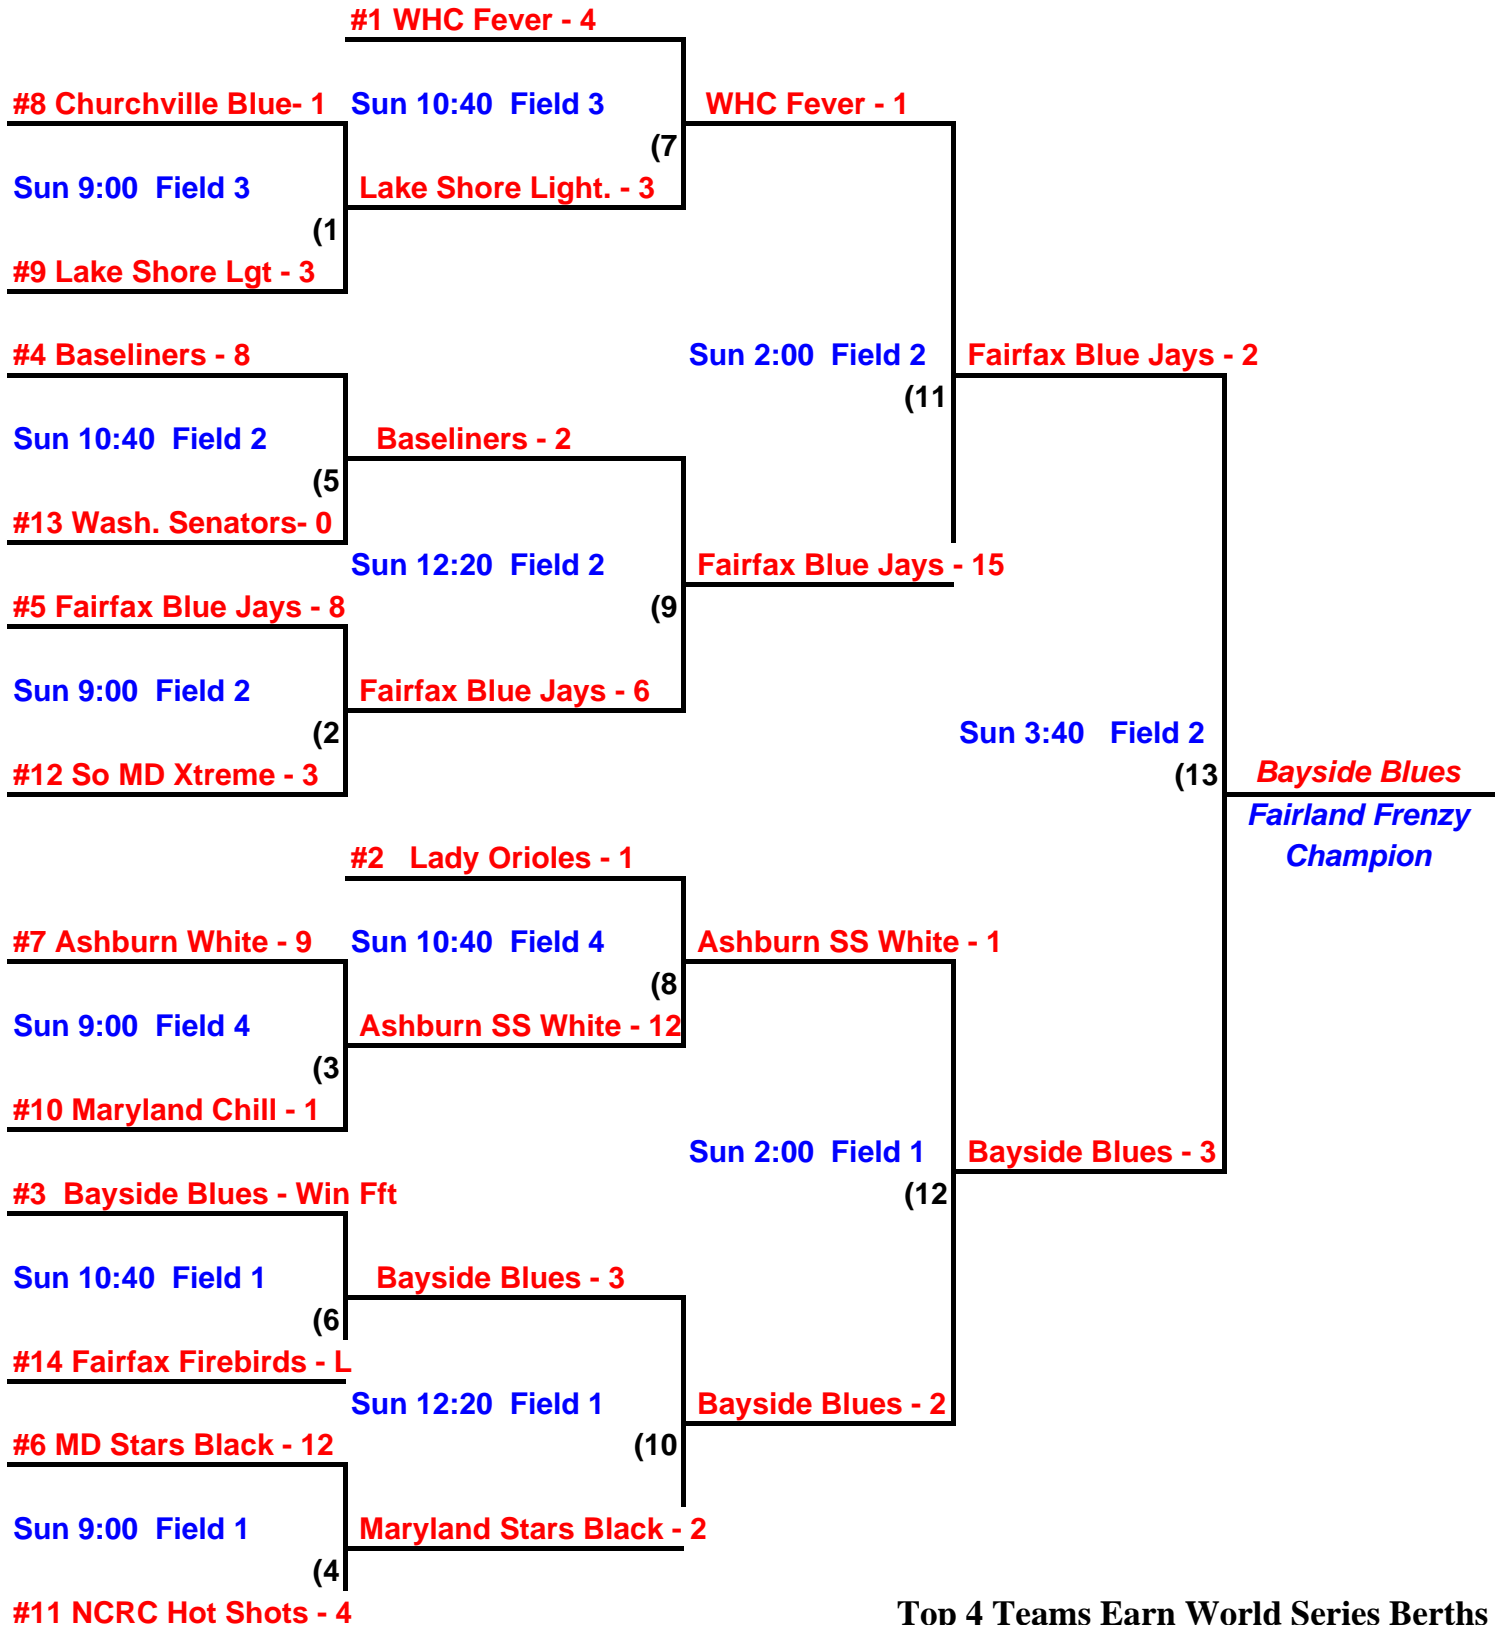 #1 WHC Fever - 4
#8 Churchville Blue- 1
Sun 10:40 Field 3
WHC Fever - 1
(7
Sun 9:00 Field 3
Lake Shore Light. - 3
(1
#9 Lake Shore Lgt - 3
#4 Baseliners - 8
Sun 2:00 Field 2
Fairfax Blue Jays - 2
(11
Sun 10:40 Field 2
Baseliners - 2
(5
#13 Wash. Senators- 0
Sun 12:20 Field 2
Fairfax Blue Jays - 15
#5 Fairfax Blue Jays - 8
(9
Sun 9:00 Field 2
Fairfax Blue Jays - 6
(2
Sun 3:40 Field 2
#12 So MD Xtreme - 3
(13
Bayside Blues
Fairland Frenzy
Champion
#2 Lady Orioles - 1
#7 Ashburn White - 9
Sun 10:40 Field 4
Ashburn SS White - 1
(8
Sun 9:00 Field 4
Ashburn SS White - 12
(3
#10 Maryland Chill - 1
Sun 2:00 Field 1
Bayside Blues - 3
#3 Bayside Blues - Win Fft
(12
Sun 10:40 Field 1
Bayside Blues - 3
(6
#14 Fairfax Firebirds - L
Sun 12:20 Field 1
Bayside Blues - 2
#6 MD Stars Black - 12
(10
Sun 9:00 Field 1
Maryland Stars Black - 2
(4
#11 NCRC Hot Shots - 4
Top 4 Teams Earn World Series Berths